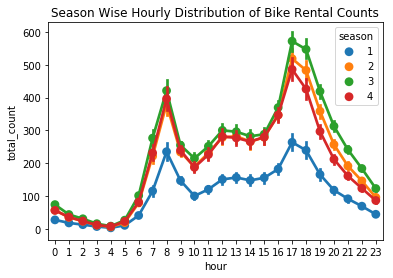 Season Wise Hourly Distribution of Bike Rental Counts
season
1
2
3
4
total_count
600
500
400
300
200
100
0
0 1 2 3 4 5 6 7 8 9 10 11 12 13 14 15 16 17 18 19 20 21 22 23
hour